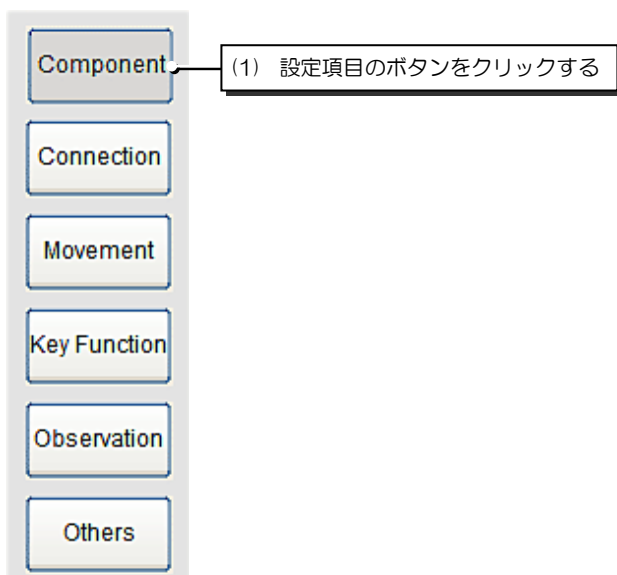 Component
(1) 設定項目のボタンをクリックする
Connection
Movement
Key Function
Observation
Others